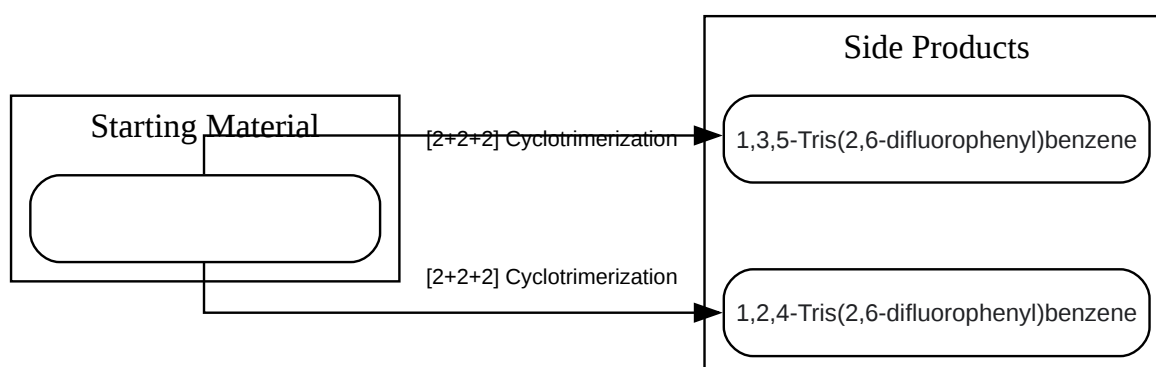 Side Products
Starting Material
[2+2+2] Cyclotrimerization
1,3,5-Tris(2,6-difluorophenyl)benzene
[2+2+2] Cyclotrimerization
1,2,4-Tris(2,6-difluorophenyl)benzene